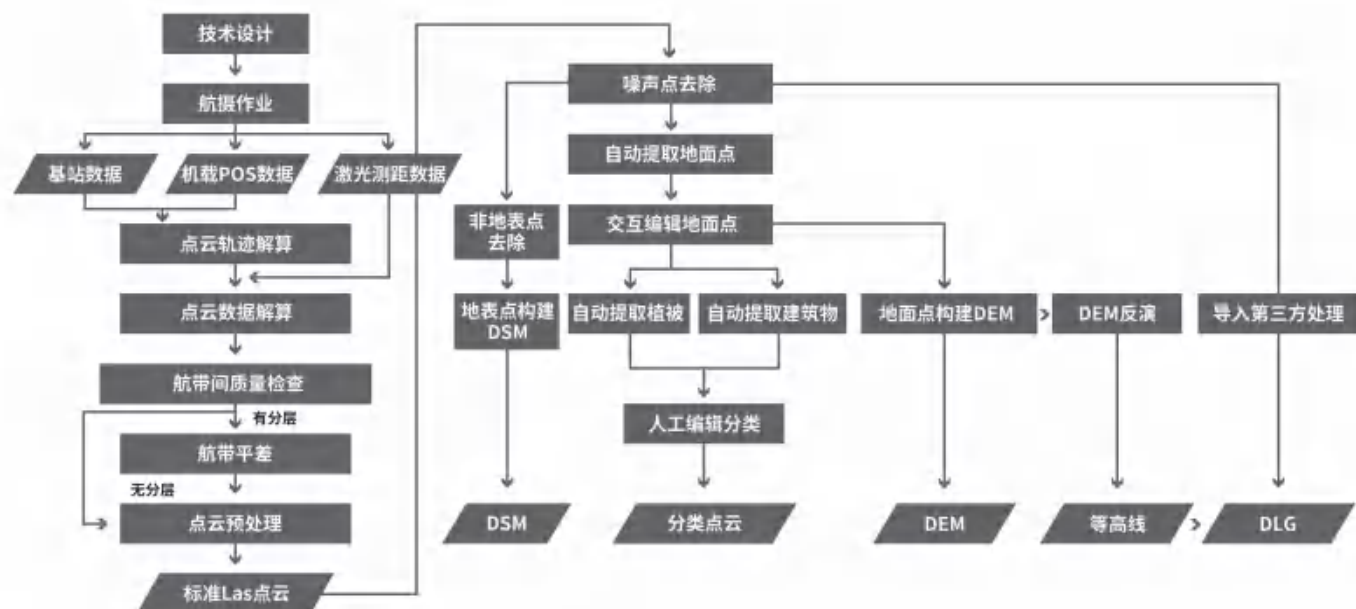 技术设计
航摄作业
基站数据
机载POS数据
激光测距数据
点云轨迹解算
点云数据解算
航带间质量检查
有分层
航带平差
无分层
点云预处理
标准Las点云
噪声点去除
自动提取地面点
非地表点
去除
交互编辑地面点
地表点构建
DSM
自动提取植被
自动提取建筑物
地面点构建DEM
DEM反演
导入第三方处理
人工编辑分类
DSM
分类点云
DEM
等高线
DLG